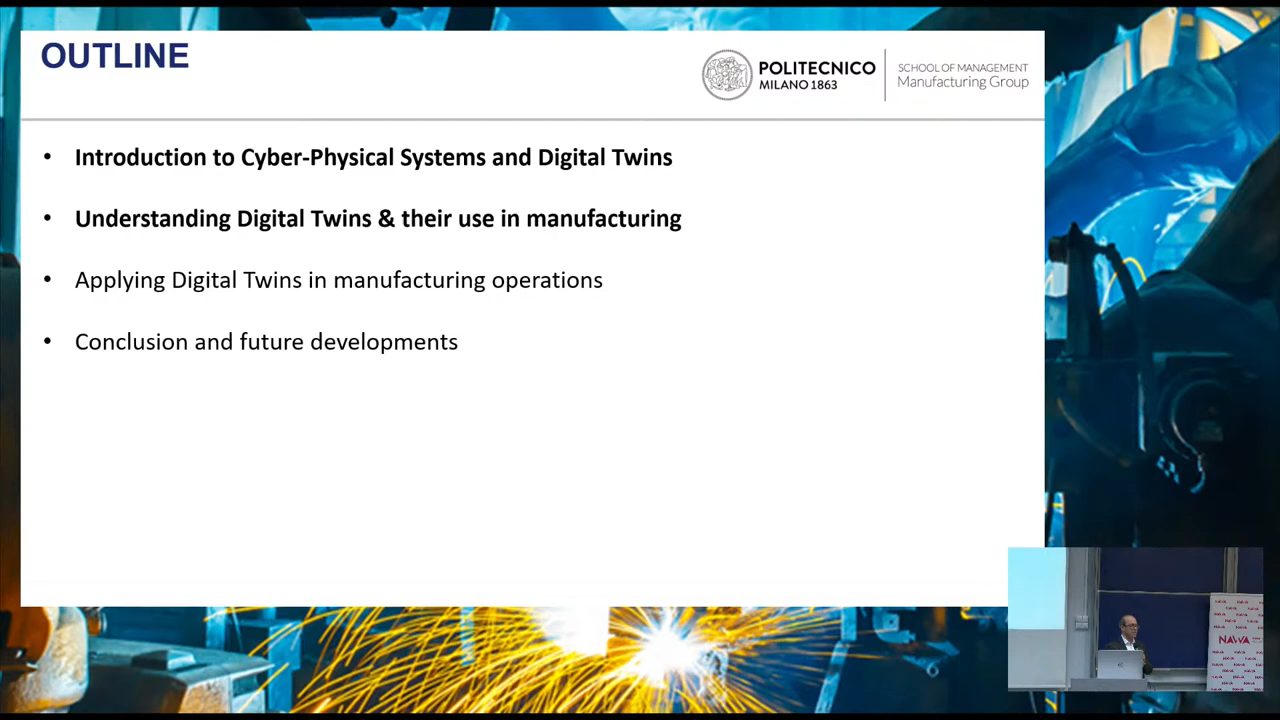 OUTLINE
POLITECNICO
MILANO 1863
SCHOOL OF MANAGEMENT
Manufacturing Group
• Introduction to Cyber-Physical Systems and Digital Twins
• Understanding Digital Twins & their use in manufacturing
• Applying Digital Twins in manufacturing operations
• Conclusion and future developments
NAWA